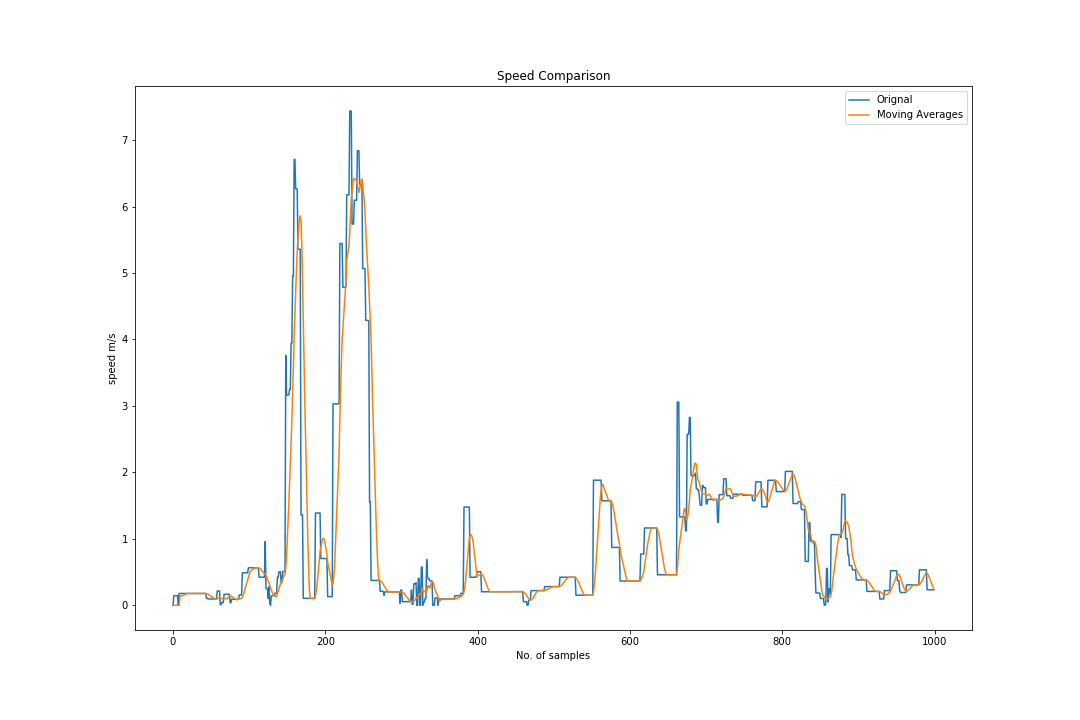 Speed Comparison
Orignal
Moving Averages
7
6
5
4
3
2
1
0
speed m/s
0 200 400 600 800 1000
No. of samples